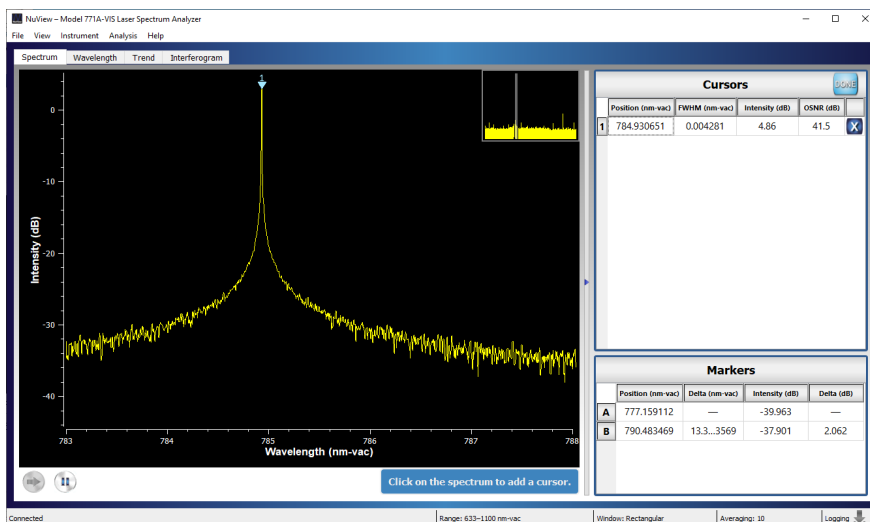 NuView – Model 771A-VIS Laser Spectrum Analyzer
File View Instrument Analysis Help
Spectrum Wavelength Trend Interferogram
1
0
-10
-20
-30
-40
Intensity (dB)
783 784 785 786 787 788
Wavelength (nm-vac)
Click on the spectrum to add a cursor.
Cursors
DONE
Position (nm-vac) FWHM (nm-vac) Intensity (dB) OSNR (dB)
1 784.930651 0.004281 4.86 41.5 X
Markers
Position (nm-vac) Delta (nm-vac) Intensity (dB) Delta (dB)
A 777.159112 — -39.963 —
B 790.483469 13.3...3569 -37.901 2.062
Connected Range: 633–1100 nm-vac Window: Rectangular Averaging: 10 Logging